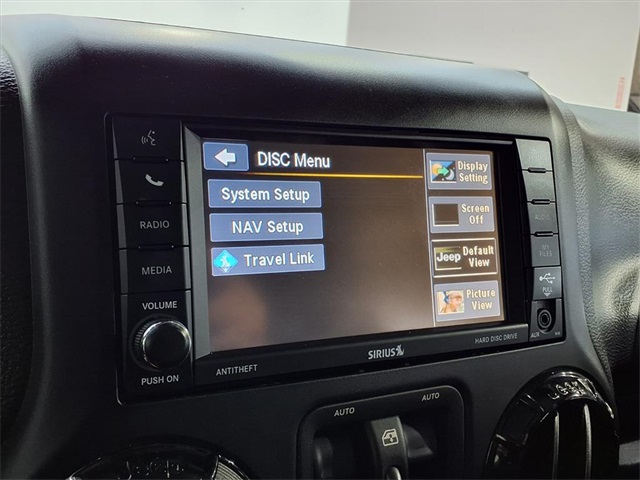 DISC Menu
Display
Setting
System Setup
Screen
Off
NAV Setup
Default
View
Jeep
Travel Link
Picture
View
RADIO
MEDIA
VOLUME
PUSH ON
ANTITHEFT
SIRIUS
HARD DISC DRIVE
PULL
AUX
AUTO
AUTO